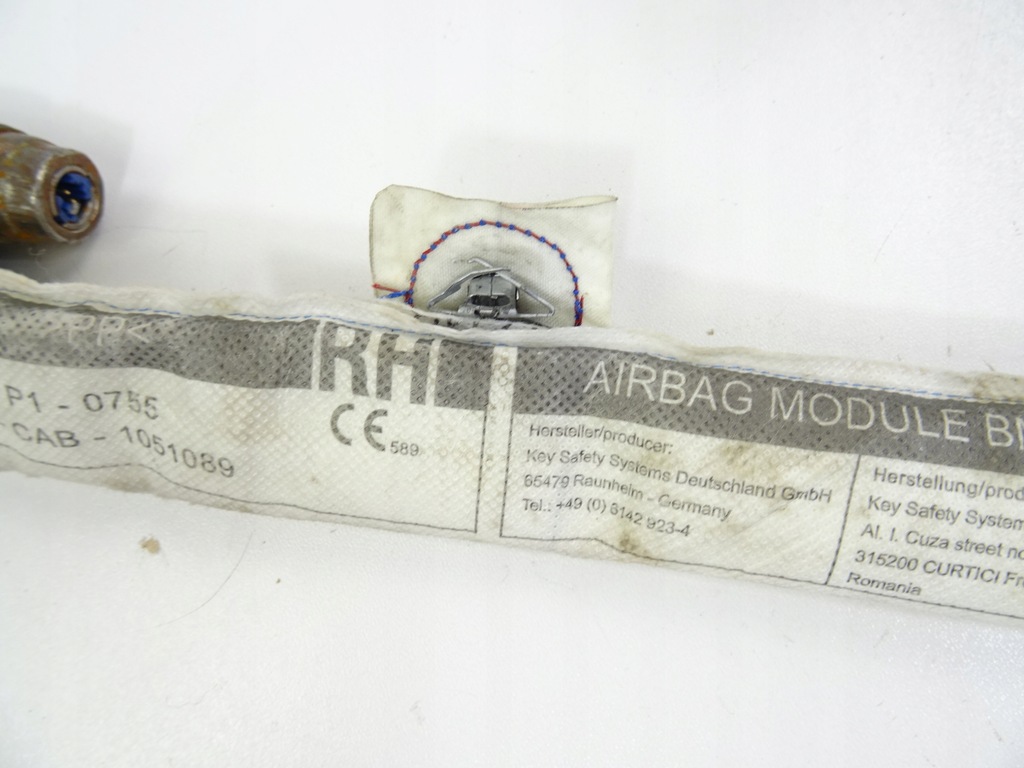 PP<
RH
P1 - 0755
CAB - 1051089
CE 589
AIRBAG MODULE
Hersteller/producer:
Key Safety Systems Deutschland GmbH
65479 Raunheim - Germany
Tel.: +49 (0) 6142 923-4
Herstellung/prod
Key Safety System
Al. I. Cuza street no
315200 CURTICI
Romania